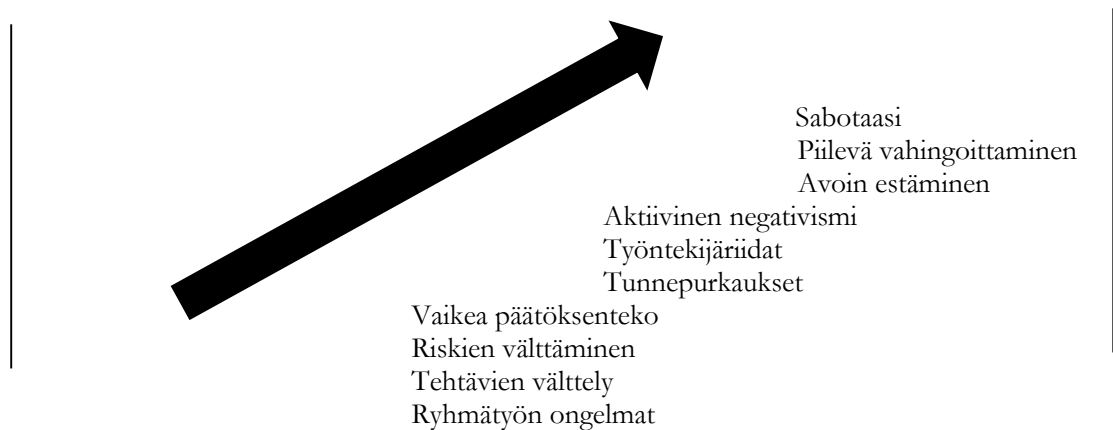 Sabotaasi
Piilevä vahingoittaminen
Avoin estäminen
Aktiivinen negativismi
Työntekijäriidat
Tunnepurkaukset
Vaikea päätöksenteko
Riskien välttäminen
Tehtävien välttely
Ryhmätyön ongelmat